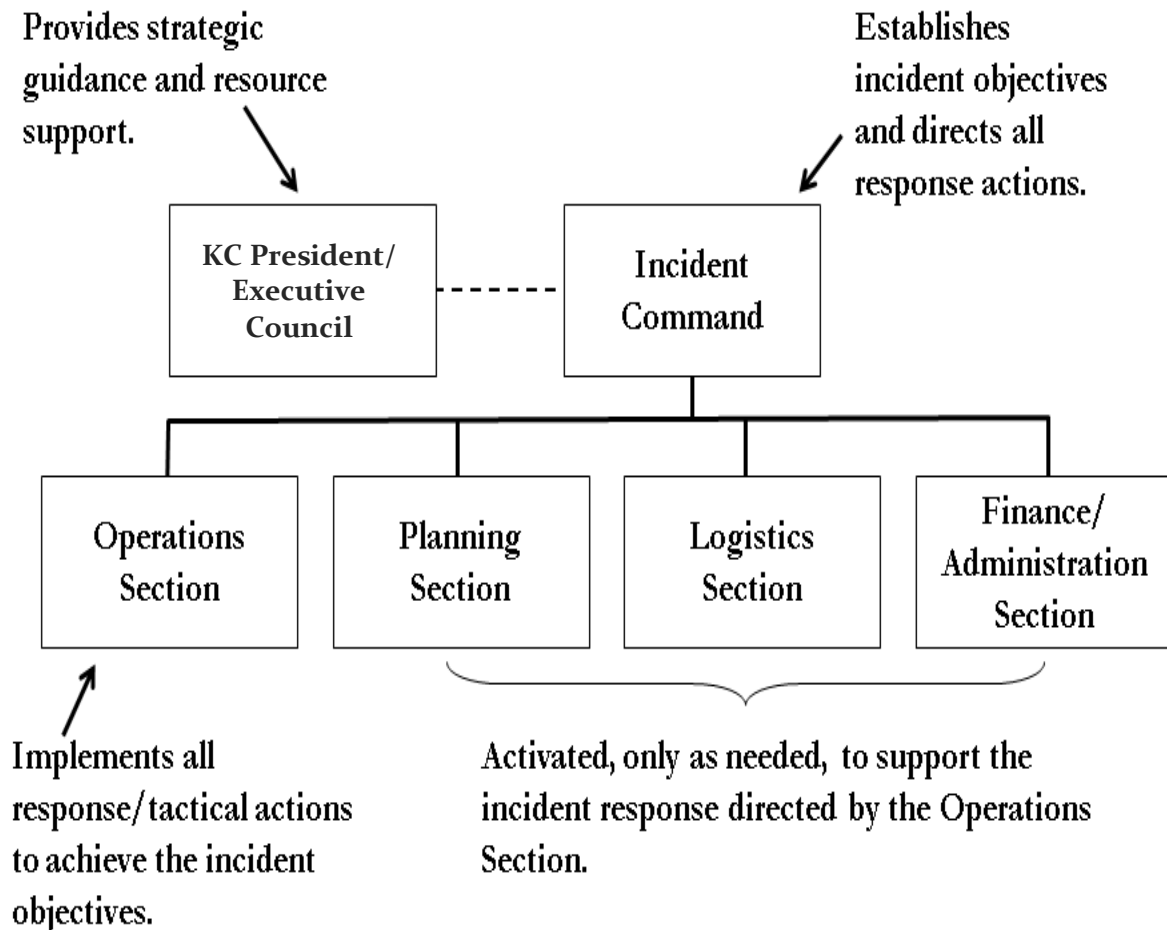 Provides strategic
guidance and resource
support.
Establishes
incident objectives
and directs all
response actions.
KC President/
Executive
Council
Incident
Command
Operations
Section
Planning
Section
Logistics
Section
Finance/
Administration
Section
Implements all
response/tactical actions
to achieve the incident
objectives.
Activated, only as needed, to support the
incident response directed by the Operations
Section.